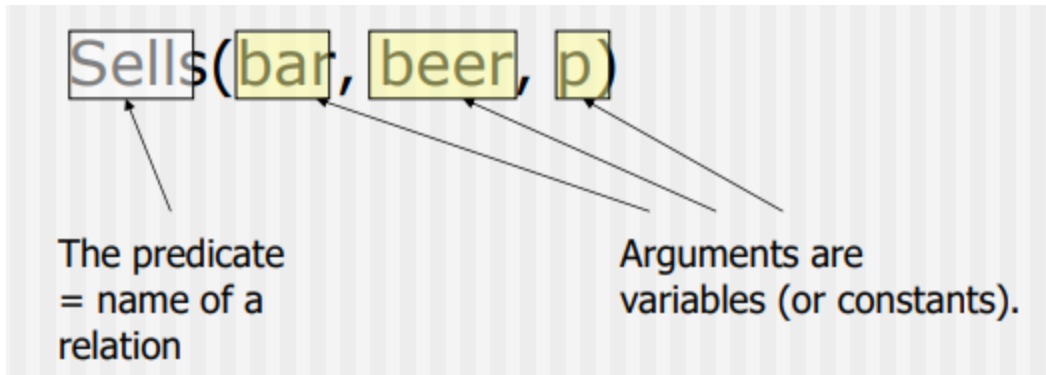 Sells(bar, beer, p)
The predicate
= name of a
relation
Arguments are
variables (or constants).